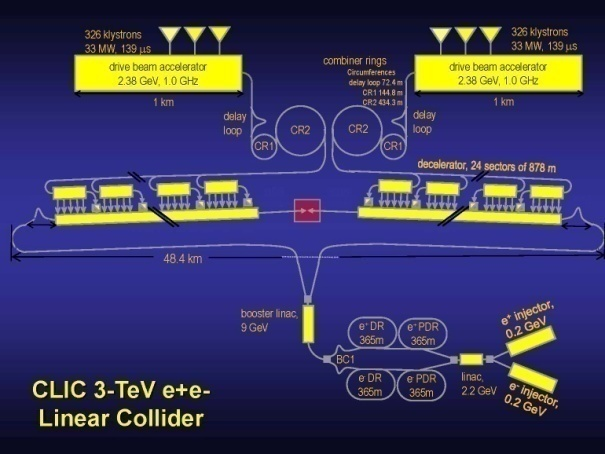 326 klystrons
33 MW, 139 μs
326 klystrons
33 MW, 139 μs
drive beam accelerator
2.38 GeV, 1.0 GHz
combiner rings
Circumferences
delay loop 72.4 m
CR1 144.8 m
CR2 434.3 m
drive beam accelerator
2.38 GeV, 1.0 GHz
1 km
1 km
delay
loop
CR1
CR2
CR2
CR1
delay
loop
decelerator, 24 sectors of 878 m
48.4 km
booster linac,
9 GeV
BC1
e+ DR
365m
e+ PDR
365m
e- DR
365m
e- PDR
365m
linac,
2.2 GeV
e+ injector,
0.2 GeV
e- injector,
0.2 GeV
CLIC 3-TeV e+e-
Linear Collider